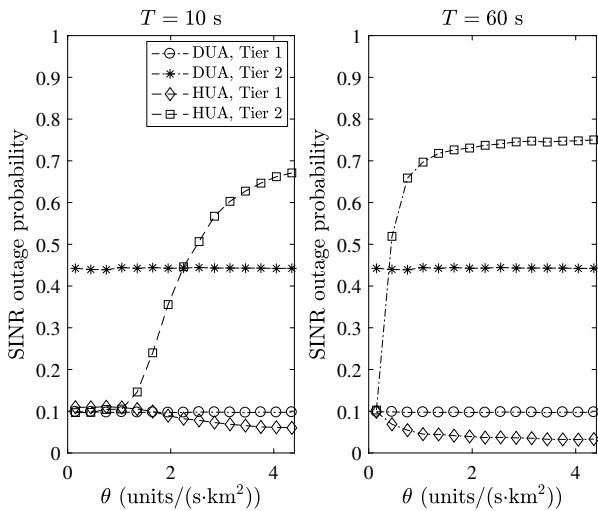 T = 10 s
T = 60 s
SINR outage probability
1
0.9
0.8
0.7
0.6
0.5
0.4
0.3
0.2
0.1
0
DUA, Tier 1
DUA, Tier 2
HUA, Tier 1
HUA, Tier 2
0 2 4
θ (units/(s·km²))
SINR outage probability
1
0.9
0.8
0.7
0.6
0.5
0.4
0.3
0.2
0.1
0
0 2 4
θ (units/(s·km²))